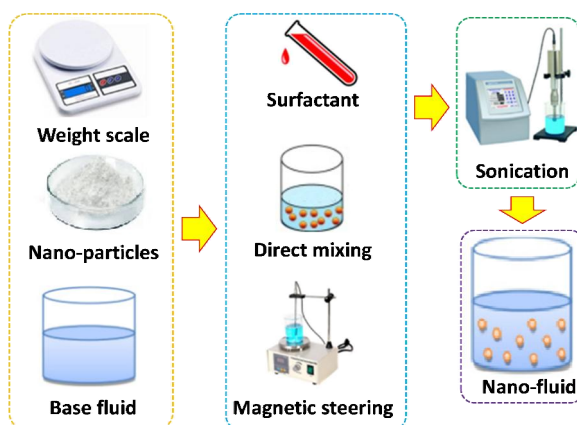 Weight scale
Nano-particles
Base fluid
Surfactant
Direct mixing
Magnetic steering
Sonication
Nano-fluid